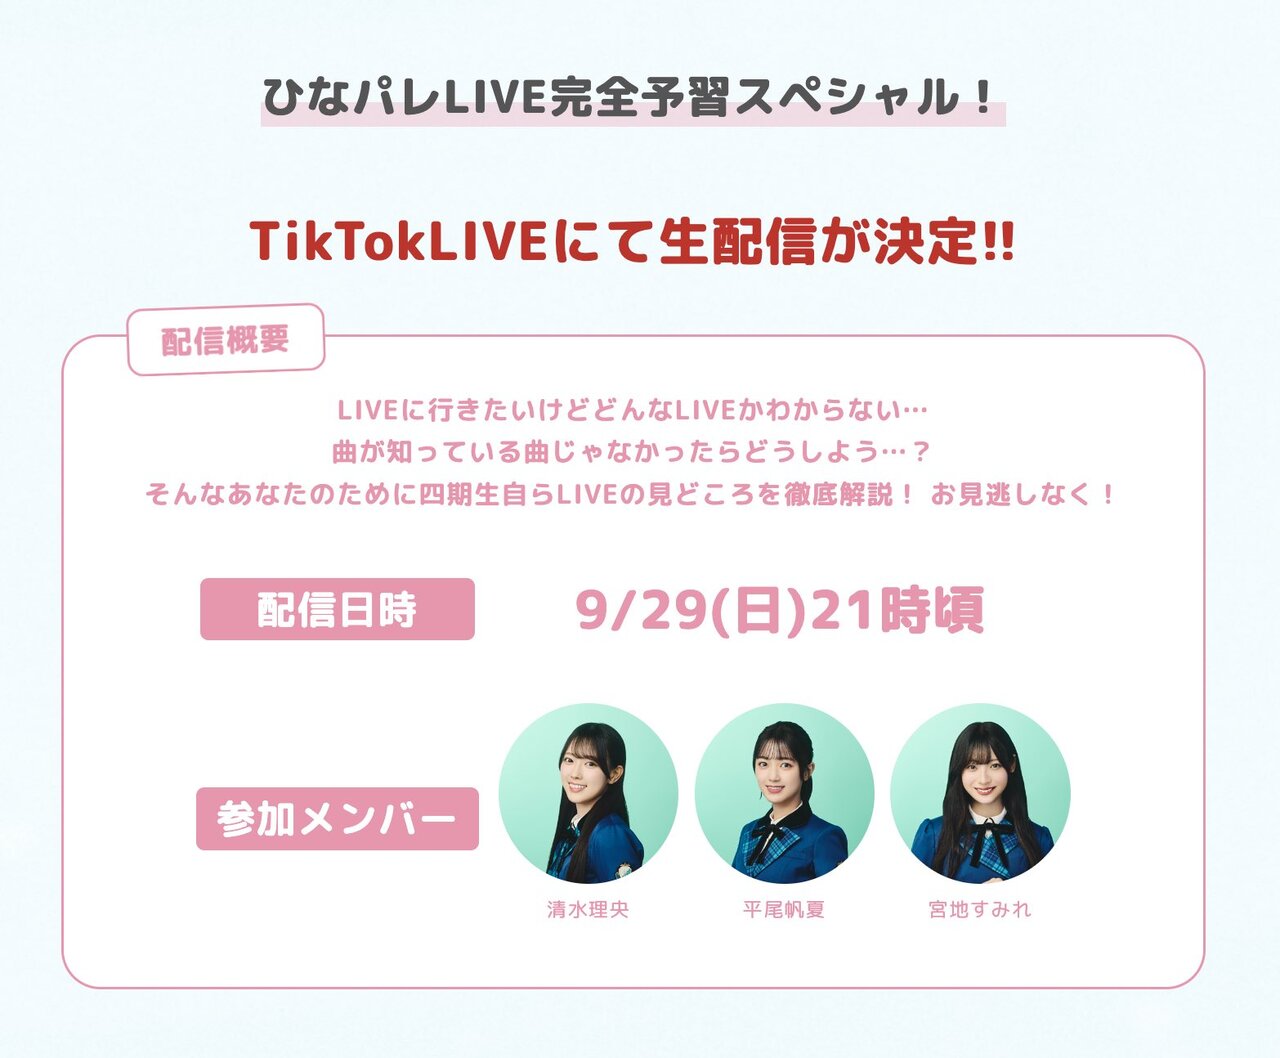 ひなパレLIVE完全予習スペシャル！
TikTokLIVEにて生配信が決定!!
配信概要
LIVEに行きたいけどどんなLIVEかわからない…
曲が知っている曲じゃなかったらどうしよう…？
そんなあなたのために四期生自らLIVEの見どころを徹底解説！ お見逃しなく！
配信日時
9/29(日)21時頃
参加メンバー
清水理央
平尾帆夏
宮地すみれ